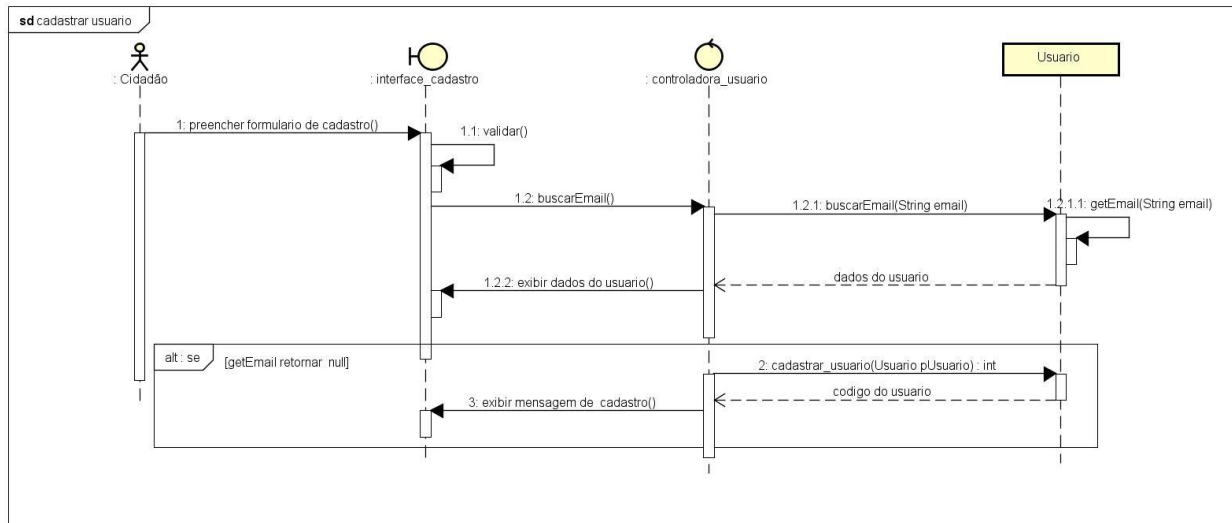 sd cadastrar usuario
: Cidadão
: interface_cadastro
: controladora_usuario
Usuario
1: preencher formulario de cadastro()
1.1: validar()
1.2: buscarEmail()
1.2.1: buscarEmail(String email)
1.2.1.1: getEmail(String email)
dados do usuario
1.2.2: exibir dados do usuario()
alt : se
[getEmail retornar null]
2: cadastrar_usuario(Usuario pUsuario) : int
codigo do usuario
3: exibir mensagem de cadastro()